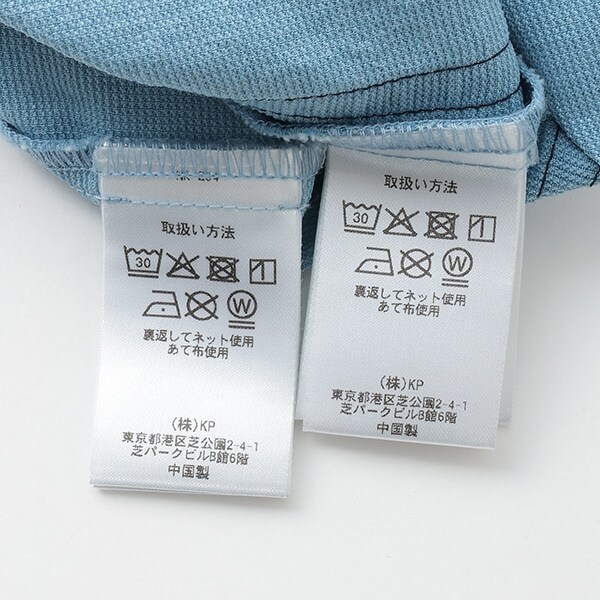 取扱い方法
30
W
裏返してネット使用
あて布使用
(株)KP
東京都港区芝公園2-4-1
芝パークビルB館6階
中国製
取扱い方法
30
W
裏返してネット使用
あて布使用
(株)KP
東京都港区芝公園2-4-1
芝パークビルB館6階
中国製